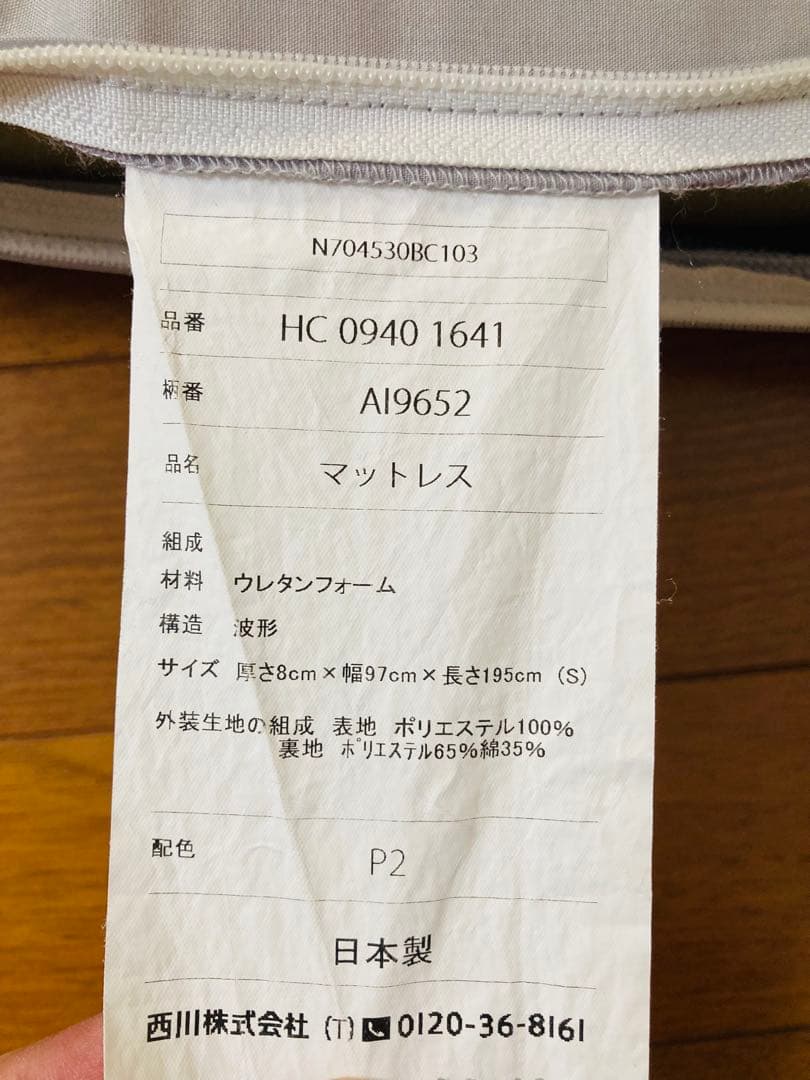 N704530BC103
品番 HC 0940 1641
柄番 AI9652
品名 マットレス
組成
材料 ウレタンフォーム
構造 波形
サイズ 厚さ8cm×幅97cm×長さ195cm (S)
外装生地の組成 表地 ポリエステル100%
裏地 ポリエステル65%綿35%
配色 P2
日本製
西川株式会社 (T) 0120-36-8161